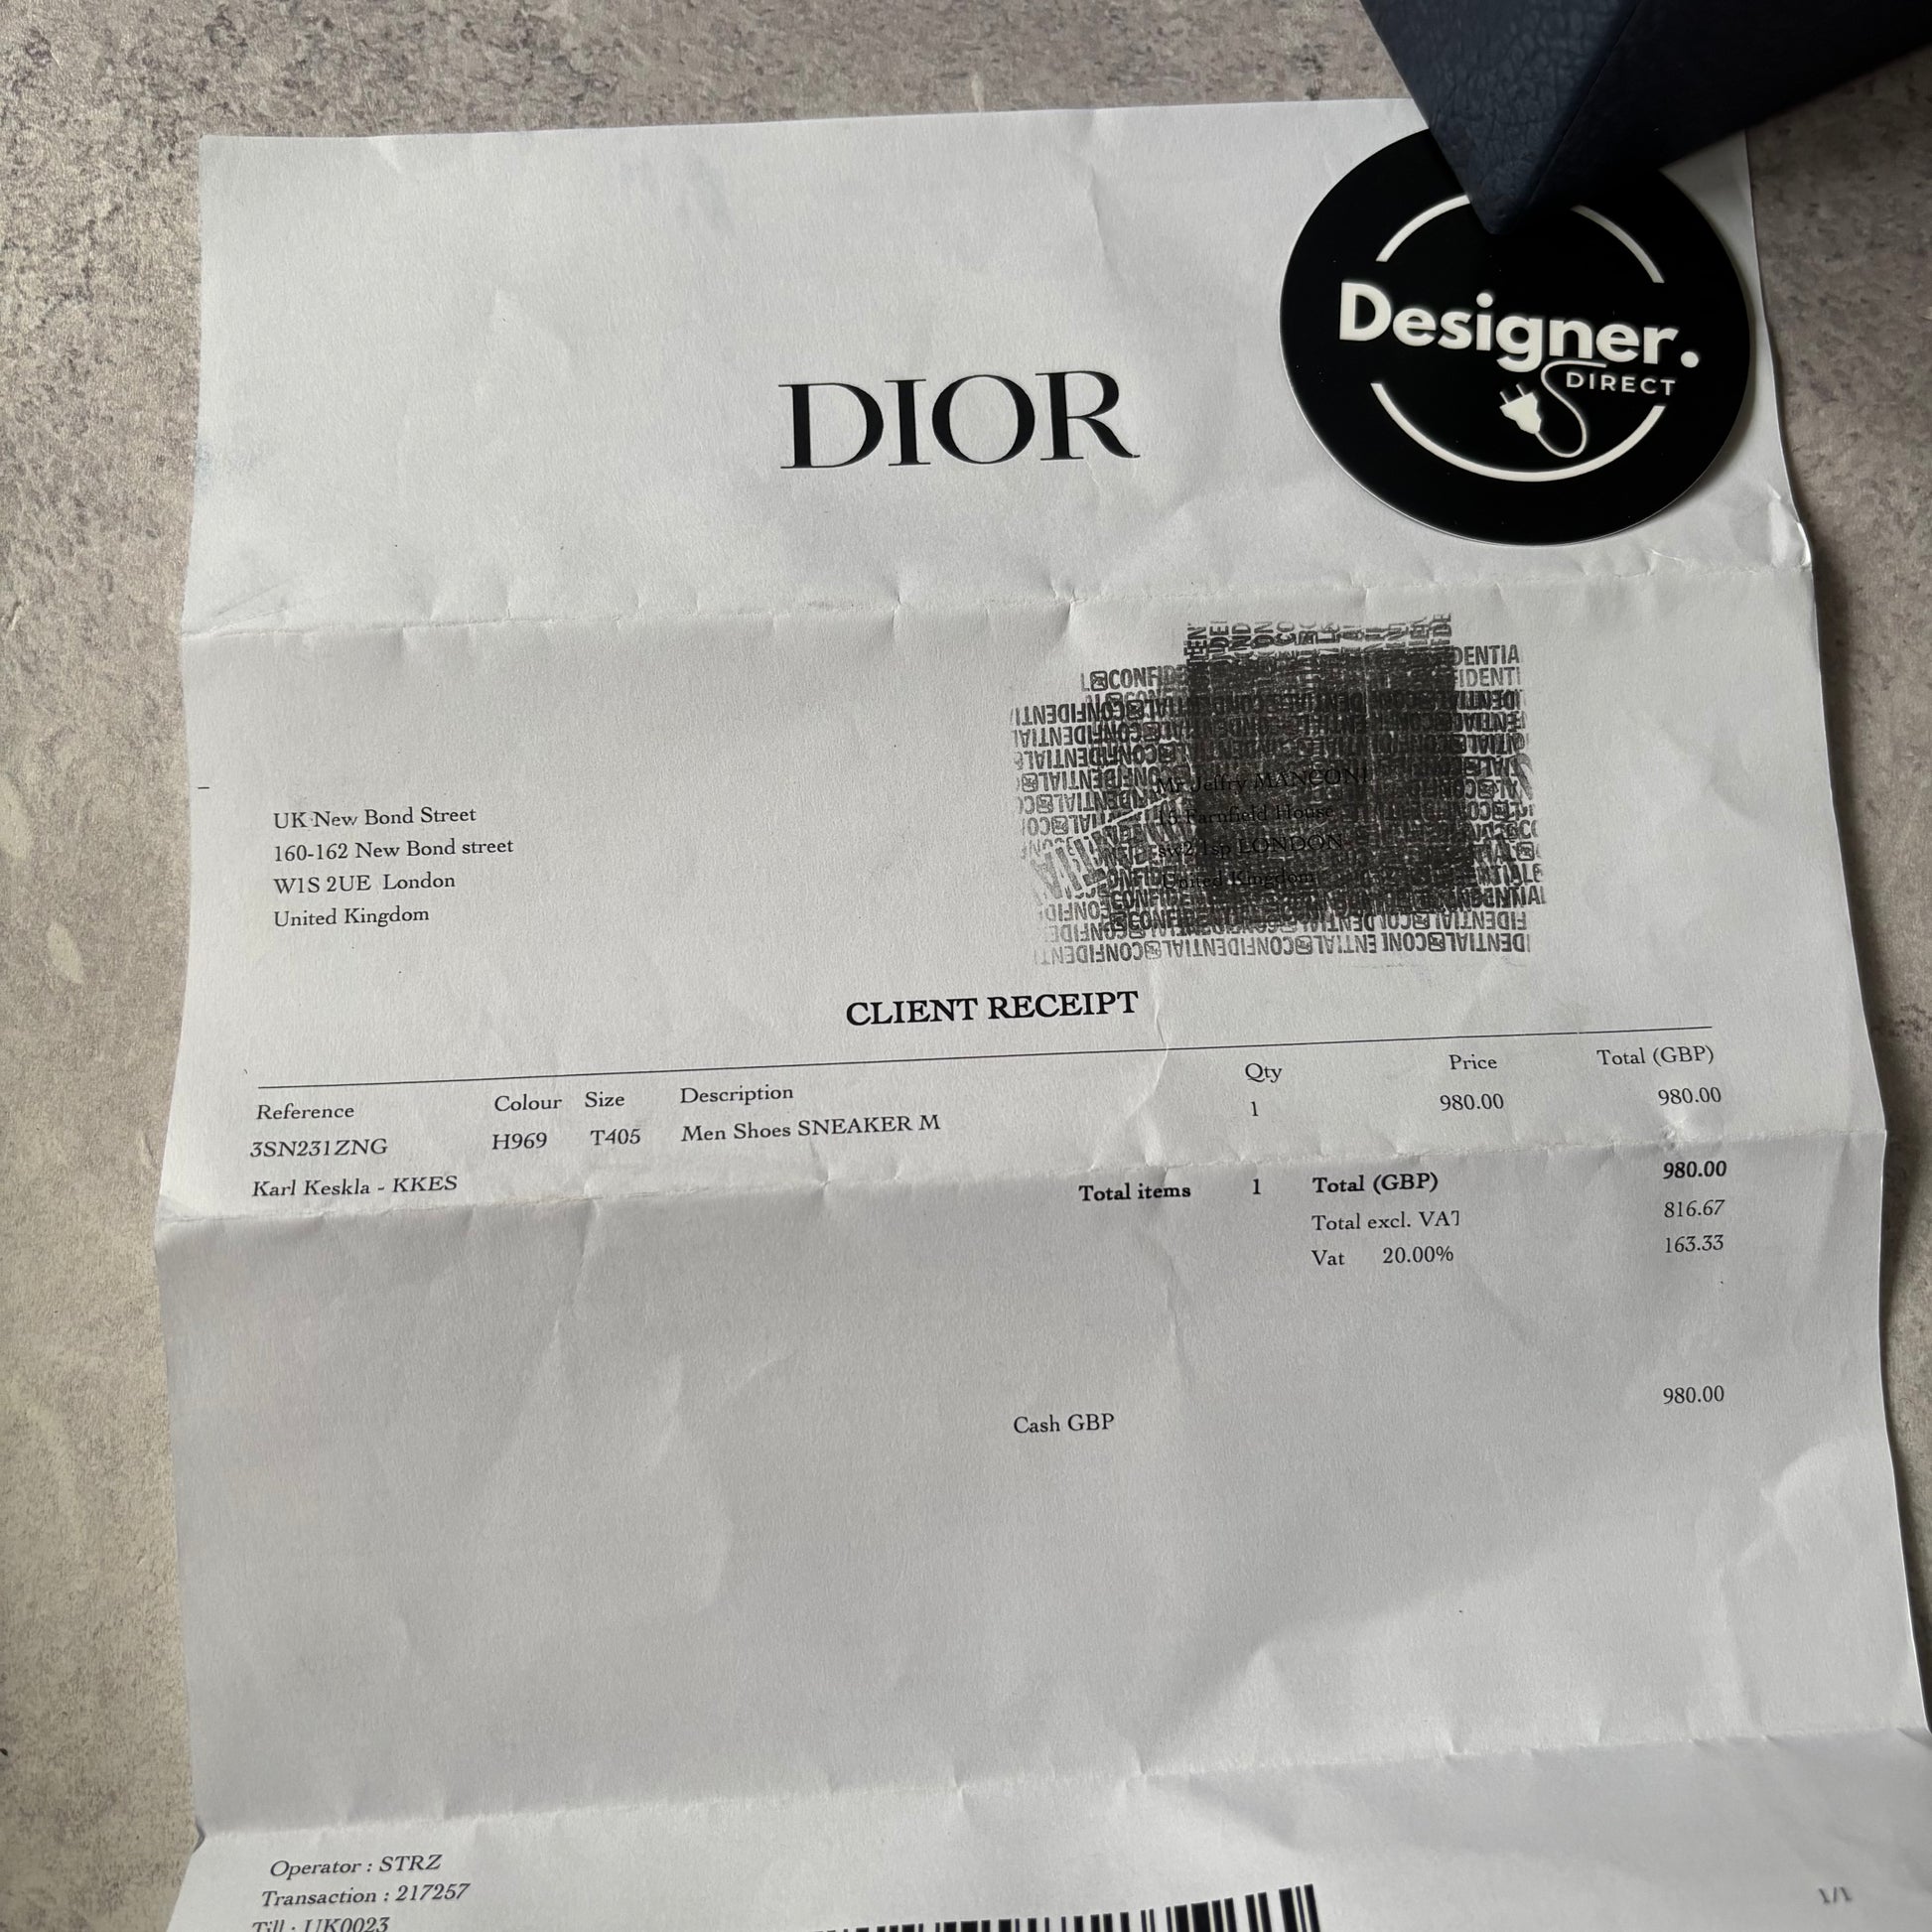 DIOR
Designer.
DIRECT
UK New Bond Street
160-162 New Bond street
W1S 2UE London
United Kingdom
CLIENT RECEIPT
Reference Colour Size Description Qty Price Total (GBP)
3SN231ZNG H969 T405 Men Shoes SNEAKER M 1 980.00 980.00
Karl Keskla - KKES
Total items 1 Total (GBP) 980.00
Total excl. VAT 816.67
Vat 20.00% 163.33
Cash GBP 980.00
Operator : STRZ
Transaction : 217257
Till : UK0023
1/1